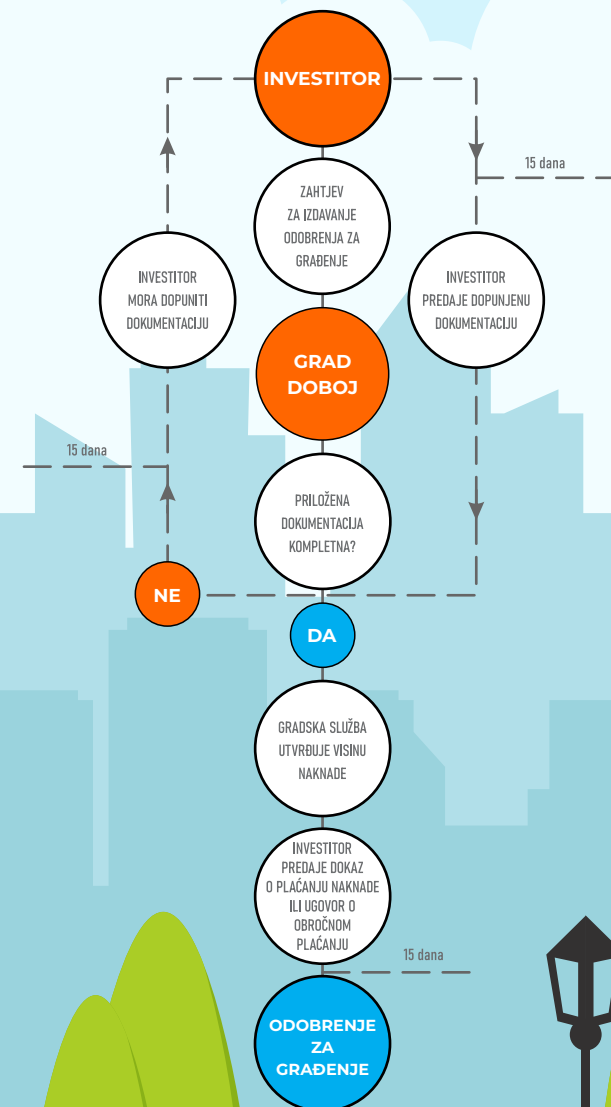 INVESTITOR
15 dana
ZAHTJEV
ZA IZDAVANJE
ODOBRENJA ZA
GRAĐENJE
INVESTITOR
MORA DOPUNITI
DOKUMENTACIJU
INVESTITOR
PREDAJE DOPUNJENU
DOKUMENTACIJU
GRAD
DOBOJ
15 dana
PRILOŽENA
DOKUMENTACIJA
KOMPLETNA?
NE
DA
GRADSKA SLUŽBA
UTVRĐUJE VISINU
NAKNADE
INVESTITOR
PREDAJE DOKAZ
O PLAĆANJU NAKNADE
ILI UGOVOR O
OBROČNOM
PLAĆANJU
15 dana
ODOBRENJE
ZA
GRAĐENJE